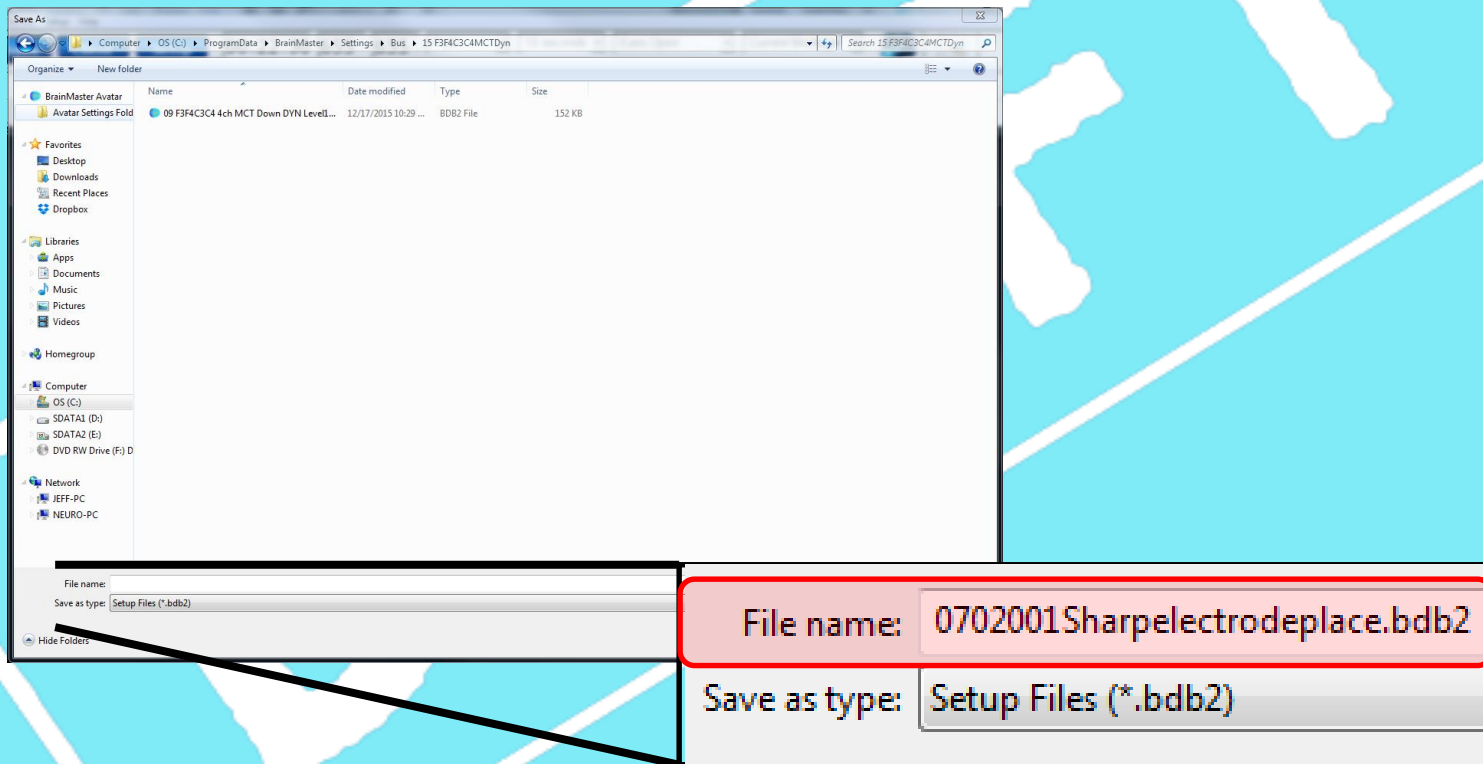 Save As
Computer ▸ OS (C:) ▸ ProgramData ▸ BrainMaster ▸ Settings ▸ Bus ▸ 15 F3F4C3C4MCTDyn
Search 15 F3F4C3C4MCTDyn
Organize New folder
Name Date modified Type Size
BrainMaster Avatar
Avatar Settings Fold
09 F3F4C3C4 4ch MCT Down DYN Level1... 12/17/2015 10:29 ... BDB2 File 152 KB
Favorites
Desktop
Downloads
Recent Places
Dropbox
Libraries
Apps
Documents
Music
Pictures
Videos
Homegroup
Computer
OS (C:)
SDATA1 (D:)
SDATA2 (E:)
DVD RW Drive (F:) D
Network
JEFF-PC
NEURO-PC
File name:
Save as type: Setup Files (*.bdb2)
Hide Folders
File name: 0702001Sharpelectrodeplace.bdb2
Save as type: Setup Files (*.bdb2)